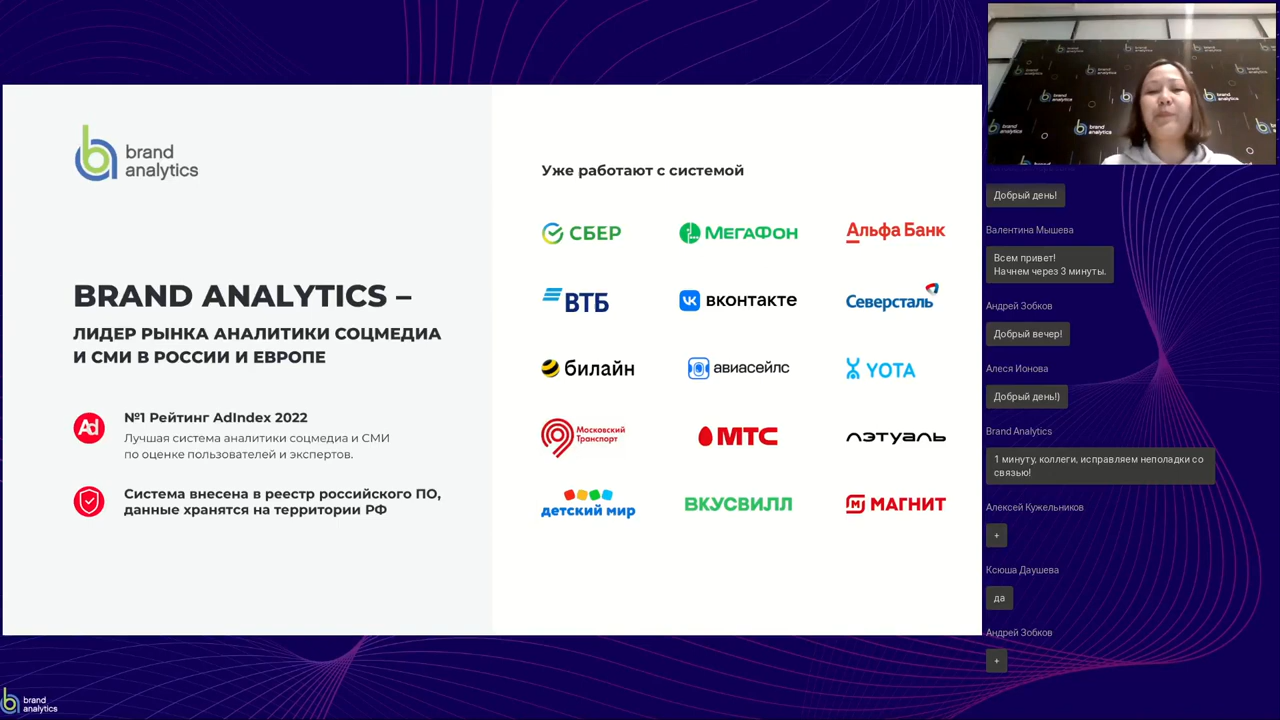 brand
analytics
BRAND ANALYTICS –
ЛИДЕР РЫНКА АНАЛИТИКИ СОЦМЕДИА
И СМИ В РОССИИ И ЕВРОПЕ
Ad
№1 Рейтинг AdIndex 2022
Лучшая система аналитики соцмедиа и СМИ
по оценке пользователей и экспертов.
Система внесена в реестр российского ПО,
данные хранятся на территории РФ
Уже работают с системой
СБЕР
МЕГАФОН
Альфа Банк
ВТБ
вконтакте
Северсталь
билайн
авиасейлс
YOTA
Московский
Транспорт
МТС
ЛЭТУАЛЬ
детский мир
ВКУСВИЛЛ
МАГНИТ
brand
analytics
Добрый день!
Валентина Мышева
Всем привет!
Начнем через 3 минуты.
Андрей Зобков
Добрый вечер!
Алеся Ионова
Добрый день!)
Brand Analytics
1 минуту, коллеги, исправляем неполадки со
связью!
Алексей Кужельников
+
Ксюша Даушева
да
Андрей Зобков
+
brand
analytics